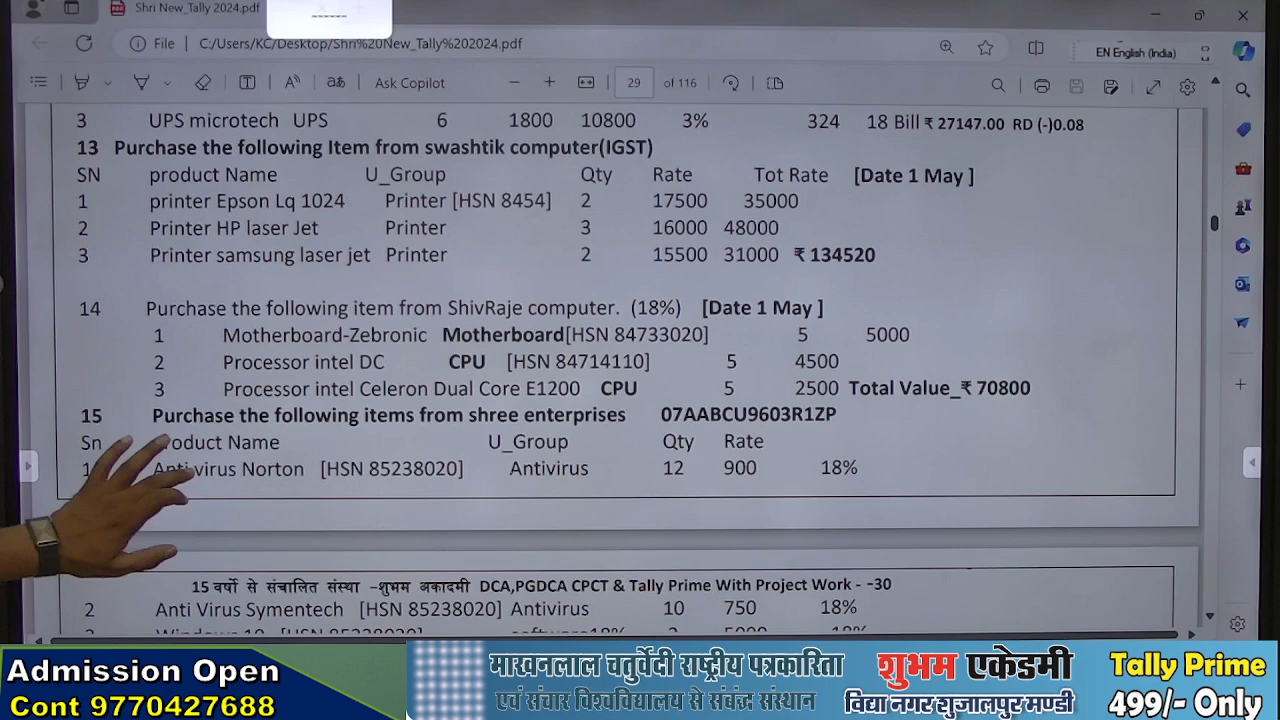 Shri New_Tally 2024.pdf
File C:/Users/KC/Desktop/Shri%20New_Tally%202024.pdf
EN English (India)
Ask Copilot 29 of 116
3 UPS microtech UPS 6 1800 10800 3% 324 18 Bill ₹ 27147.00 RD (-)0.08
13 Purchase the following Item from swashtik computer(IGST)
SN product Name U_Group Qty Rate Tot Rate [Date 1 May ]
1 printer Epson Lq 1024 Printer [HSN 8454] 2 17500 35000
2 Printer HP laser Jet Printer 3 16000 48000
3 Printer samsung laser jet Printer 2 15500 31000 ₹ 134520
14 Purchase the following item from ShivRaje computer. (18%) [Date 1 May ]
1 Motherboard-Zebronic Motherboard[HSN 84733020] 5 5000
2 Processor intel DC CPU [HSN 84714110] 5 4500
3 Processor intel Celeron Dual Core E1200 CPU 5 2500 Total Value_₹ 70800
15 Purchase the following items from shree enterprises 07AABCU9603R1ZP
Sn Product Name U_Group Qty Rate
1 Anti virus Norton [HSN 85238020] Antivirus 12 900 18%
15 वर्षो से संचालित संस्था -शुभम अकादमी DCA,PGDCA CPCT & Tally Prime With Project Work - -30
2 Anti Virus Symentech [HSN 85238020] Antivirus 10 750 18%
Admission Open
Cont 9770427688
माखनलाल चतुर्वेदी राष्ट्रीय पत्रकारिता
एवं संचार विश्वविद्यालय से संबंद्ध संस्थान
शुभम एकेडमी
विद्या नगर शुजालपुर मण्डी
Tally Prime
499/- Only